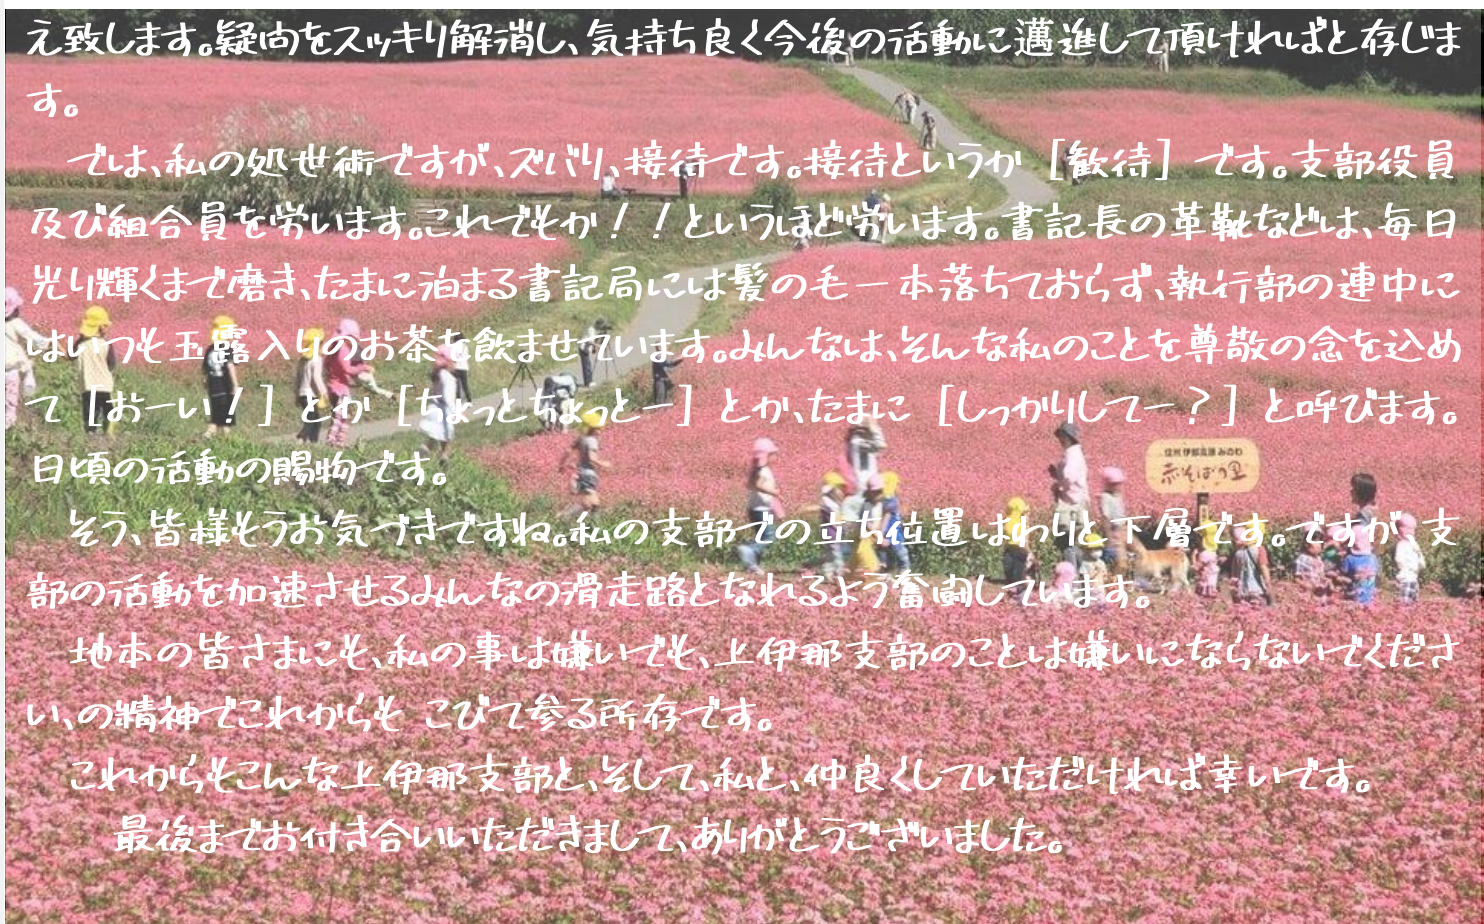 え致します。疑問をスッキリ解消し、気持ち良く今後の活動に邁進して頂ければと存じま
す。
では、私の処世術ですが、ズバリ、接待です。接待というか［歓待］です。支部役員
及び組合員を労います。これでもか！！というほど労います。書記長の革靴などは、毎日
光り輝くまで磨き、たまに泊まる書記局には髪の毛一本落ちておらず、執行部の連中に
はいつも玉露入りのお茶を飲ませています。みんなは、そんな私のことを尊敬の念を込め
て［おーい！］とか［ちょっとちょっとー］とか、たまに［しっかりしてー？］と呼びます。
日頃の活動の賜物です。
そう、皆様もうお気づきですね。私の支部での立ち位置はわりと下層です。ですが、支
部の活動を加速させるみんなの滑走路となれるよう奮闘しています。
地本の皆さまにも、私の事は嫌いでも、上伊那支部のことは嫌いにならないでくださ
い、の精神でこれからも こびて参る所存です。
これからもこんな上伊那支部と、そして、私と、仲良くしていただければ幸いです。
最後までお付き合いいただきまして、ありがとうございました。
信州 伊那高原 みのわ
赤そばの里